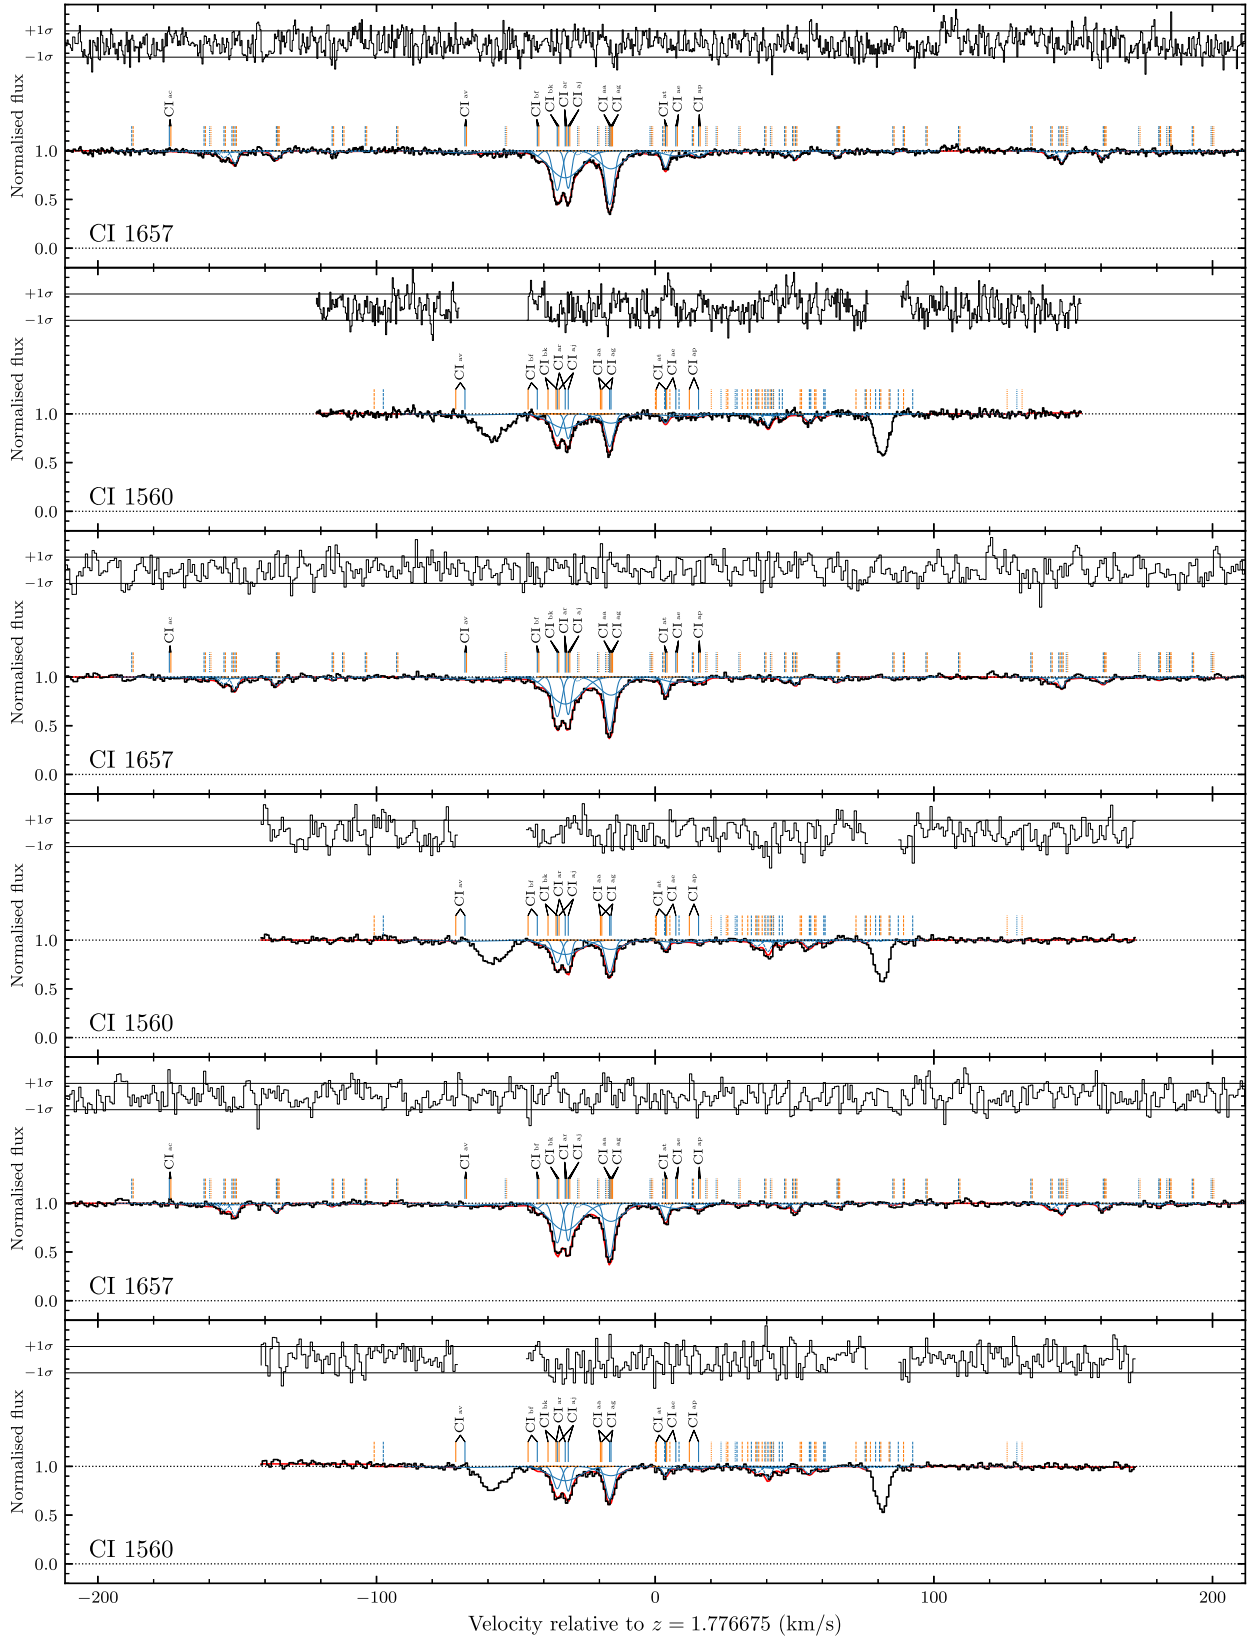 +1σ
−1σ
CI ac
CI av
CI bf
CI bk
CI ar
CI aj
CI aa
CI ag
CI at
CI ae
CI ap
Normalised flux
1.0
0.5
0.0
CI 1657
+1σ
−1σ
CI av
CI bf
CI bk
CI ar
CI aj
CI aa
CI ag
CI at
CI ae
CI ap
Normalised flux
1.0
0.5
0.0
CI 1560
+1σ
−1σ
CI ac
CI av
CI bf
CI bk
CI ar
CI aj
CI aa
CI ag
CI at
CI ae
CI ap
Normalised flux
1.0
0.5
0.0
CI 1657
+1σ
−1σ
CI av
CI bf
CI bk
CI ar
CI aj
CI aa
CI ag
CI at
CI ae
CI ap
Normalised flux
1.0
0.5
0.0
CI 1560
+1σ
−1σ
CI ac
CI av
CI bf
CI bk
CI ar
CI aj
CI aa
CI ag
CI at
CI ae
CI ap
Normalised flux
1.0
0.5
0.0
CI 1657
+1σ
−1σ
CI av
CI bf
CI bk
CI ar
CI aj
CI aa
CI ag
CI at
CI ae
CI ap
Normalised flux
1.0
0.5
0.0
CI 1560
−200 −100 0 100 200
Velocity relative to z = 1.776675 (km/s)